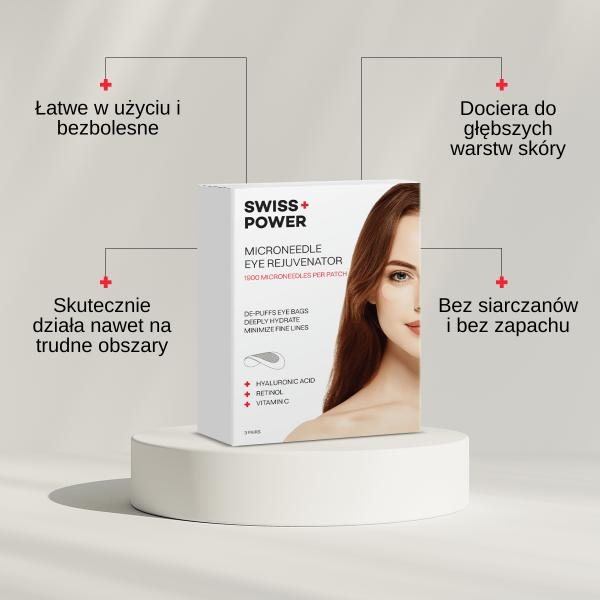 Łatwe w użyciu i
bezbolesne
Dociera do
głębszych
warstw skóry
Skutecznie
działa nawet na
trudne obszary
Bez siarczanów
i bez zapachu
SWISS+
POWER
MICRONEEDLE
EYE REJUVENATOR
1900 MICRONEEDLES PER PATCH
DE-PUFFS EYE BAGS
DEEPLY HYDRATE
MINIMIZE FINE LINES
+ HYALURONIC ACID
+ RETINOL
+ VITAMIN C
3 PAIRS